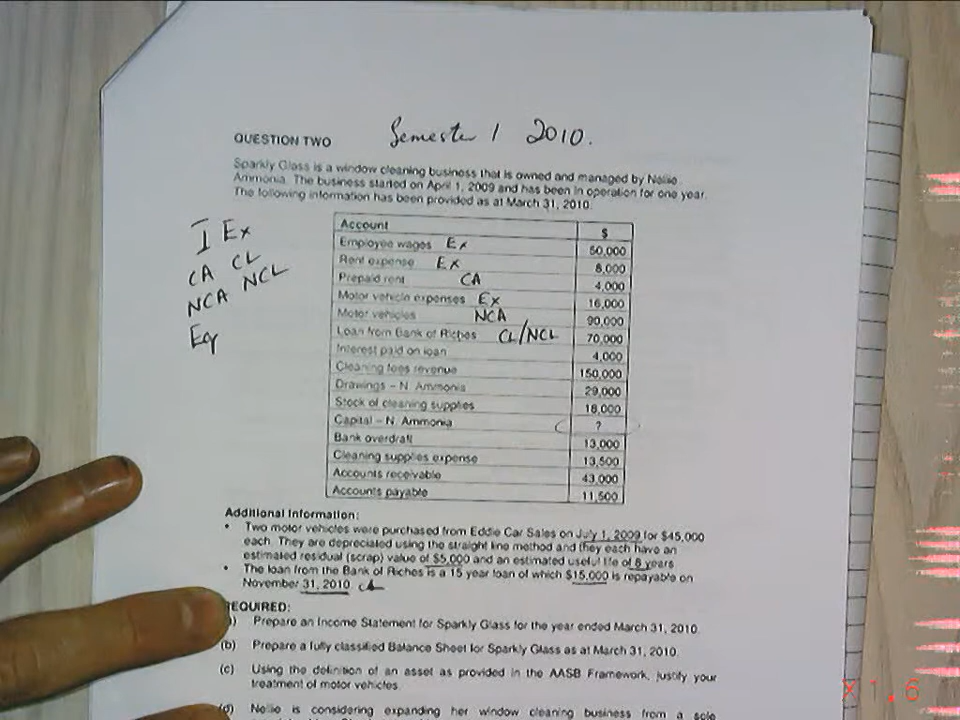 QUESTION TWO Semester 1 2010.
Sparkly Glass is a window cleaning business that is owned and managed by Nellie
Ammonia. The business started on April 1, 2009 and has been in operation for one year.
The following information has been provided as at March 31, 2010.
I Ex
CA CL
NCA NCL
Eq
Account $
Employee wages Ex 50,000
Rent expense Ex 8,000
Prepaid rent CA 4,000
Motor vehicle expenses Ex 16,000
Motor vehicles NCA 90,000
Loan from Bank of Riches CL/NCL 70,000
Interest paid on loan 4,000
Cleaning fees revenue 150,000
Drawings – N. Ammonia 29,000
Stock of cleaning supplies 18,000
Capital – N. Ammonia ?
Bank overdraft 13,000
Cleaning supplies expense 13,500
Accounts receivable 43,000
Accounts payable 11,500
Additional Information:
• Two motor vehicles were purchased from Eddie Car Sales on July 1, 2009 for $45,000
each. They are depreciated using the straight line method and they each have an
estimated residual (scrap) value of $5,000 and an estimated useful life of 8 years
• The loan from the Bank of Riches is a 15 year loan of which $15,000 is repayable on
November 31, 2010
REQUIRED:
Prepare an Income Statement for Sparkly Glass for the year ended March 31, 2010.
(b) Prepare a fully classified Balance Sheet for Sparkly Glass as at March 31, 2010.
(c) Using the definition of an asset as provided in the AASB Framework, justify your
treatment of motor vehicles.
(d) Nellie is considering expanding her window cleaning business from a sole
X1.6